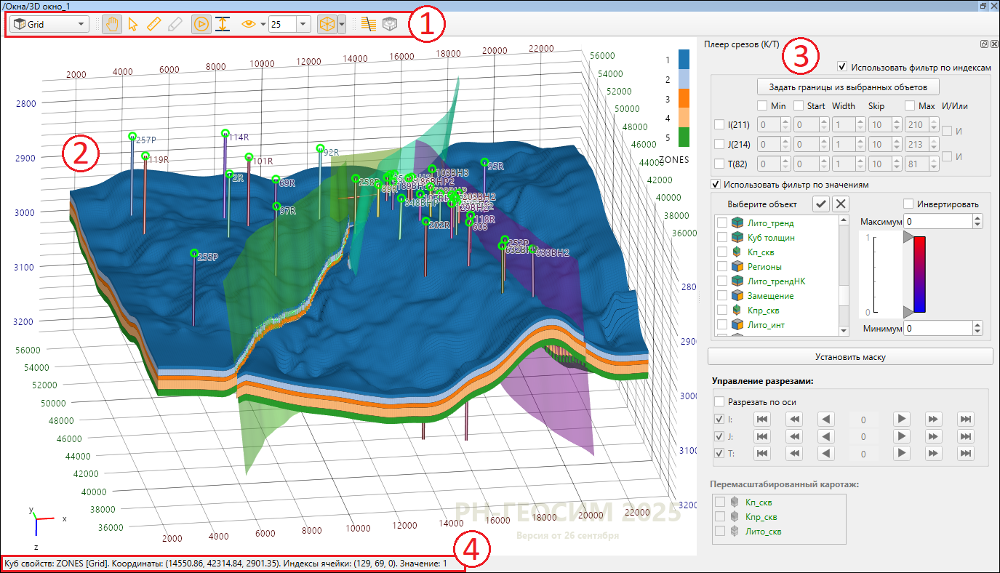 /Окна/3D окно_1
Grid
25
1
2000 4000 6000 8000 10000 12000 14000 16000 18000 20000 22000
56000
54000
52000
50000
48000
46000
44000
42000
40000
38000
36000
1
2
3
4
5
ZONES
2800
2900
3000
3100
3200
2
257P
119R
114R
2R
101R
69R
97R
92R
255P
258P
89R
348BHP
202R
103BH3
203BH2
118R
603
95R
252P
632BH2
633BH2
2800
2900
3000
3100
3200
56000
54000
52000
50000
48000
46000
44000
42000
40000
38000
36000
2000 4000 6000 8000 10000 12000 14000 16000 18000 20000 22000
y
x
z
РН-ГЕОСИМ 2025
Версия от 26 сентября
4
Куб свойств: ZONES [Grid]. Координаты: (14550.86, 42314.84, 2901.35). Индексы ячейки: (129, 69, 0). Значение: 1
Плеер срезов (К/Т)
3
Использовать фильтр по индексам
Задать границы из выбранных объетов
Min Start Width Skip Max И/Или
I(211) 0 0 1 10 210 И
J(214) 0 0 1 10 213
T(82) 0 0 1 10 81 И
Использовать фильтр по значениям
Выберите объект
Инвертировать
Лито_тренд
Куб толщин
Кп_скв
Регионы
Лито_трендНК
Замещение
Кпр_скв
Лито_инт
Максимум 0
1
0
Минимум 0
Установить маску
Управление разрезами:
Разрезать по оси
I: 0
J: 0
T: 0
Перемасштабированный каротаж:
Кп_скв
Кпр_скв
Лито_скв